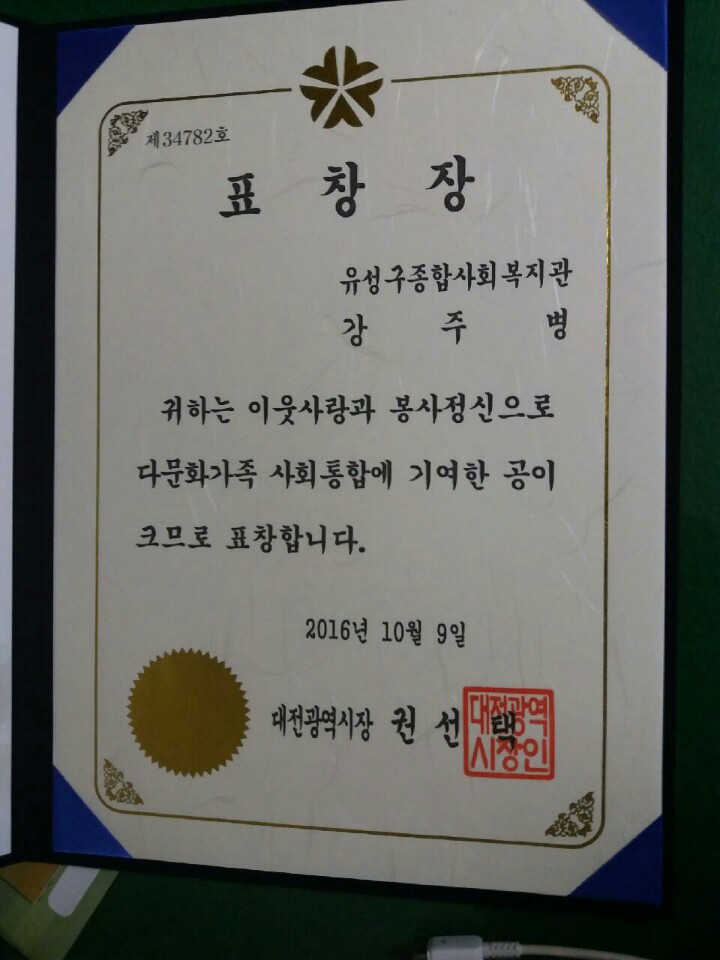 제34782호
표 창 장
유성구종합사회복지관
강 주 병
귀하는 이웃사랑과 봉사정신으로
다문화가족 사회통합에 기여한 공이
크므로 표창합니다.
2016년 10월 9일
대전광역시장 권 선 택
대전광역
시장인